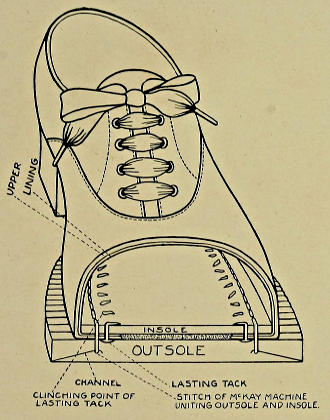 UPPER
LINING
INSOLE
OUTSOLE
CHANNEL
LASTING TACK
CLINCHING POINT OF
LASTING TACK
STITCH OF MCKAY MACHINE
UNITING OUTSOLE AND INSOLE.